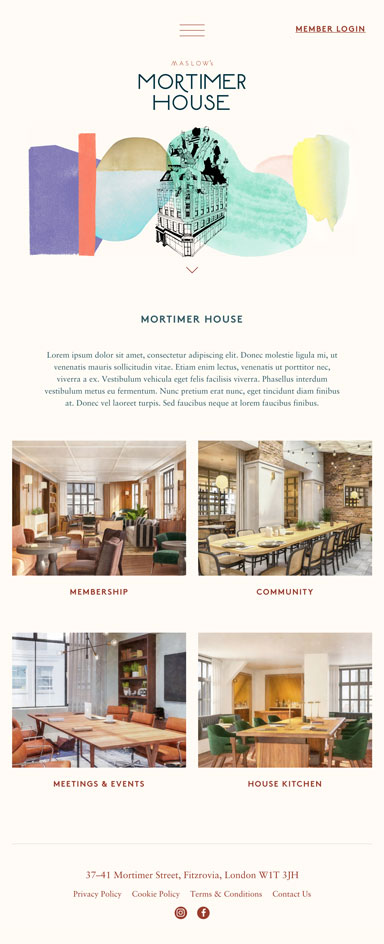 MEMBER LOGIN
MASLOW'S
MORTIMER
HOUSE
MORTIMER HOUSE
Lorem ipsum dolor sit amet, consectetur adipiscing elit. Donec molestie ligula mi, ut
venenatis mauris sollicitudin vitae. Etiam enim lectus, venenatis ut porttitor nec,
viverra a ex. Vestibulum vehicula eget felis facilisis viverra. Phasellus interdum
vestibulum metus eu fermentum. Nunc pretium erat nunc, eget tincidunt diam finibus
at. Donec vel laoreet turpis. Sed faucibus neque at lorem faucibus finibus.
MEMBERSHIP
COMMUNITY
MEETINGS & EVENTS
HOUSE KITCHEN
37–41 Mortimer Street, Fitzrovia, London W1T 3JH
Privacy Policy Cookie Policy Terms & Conditions Contact Us